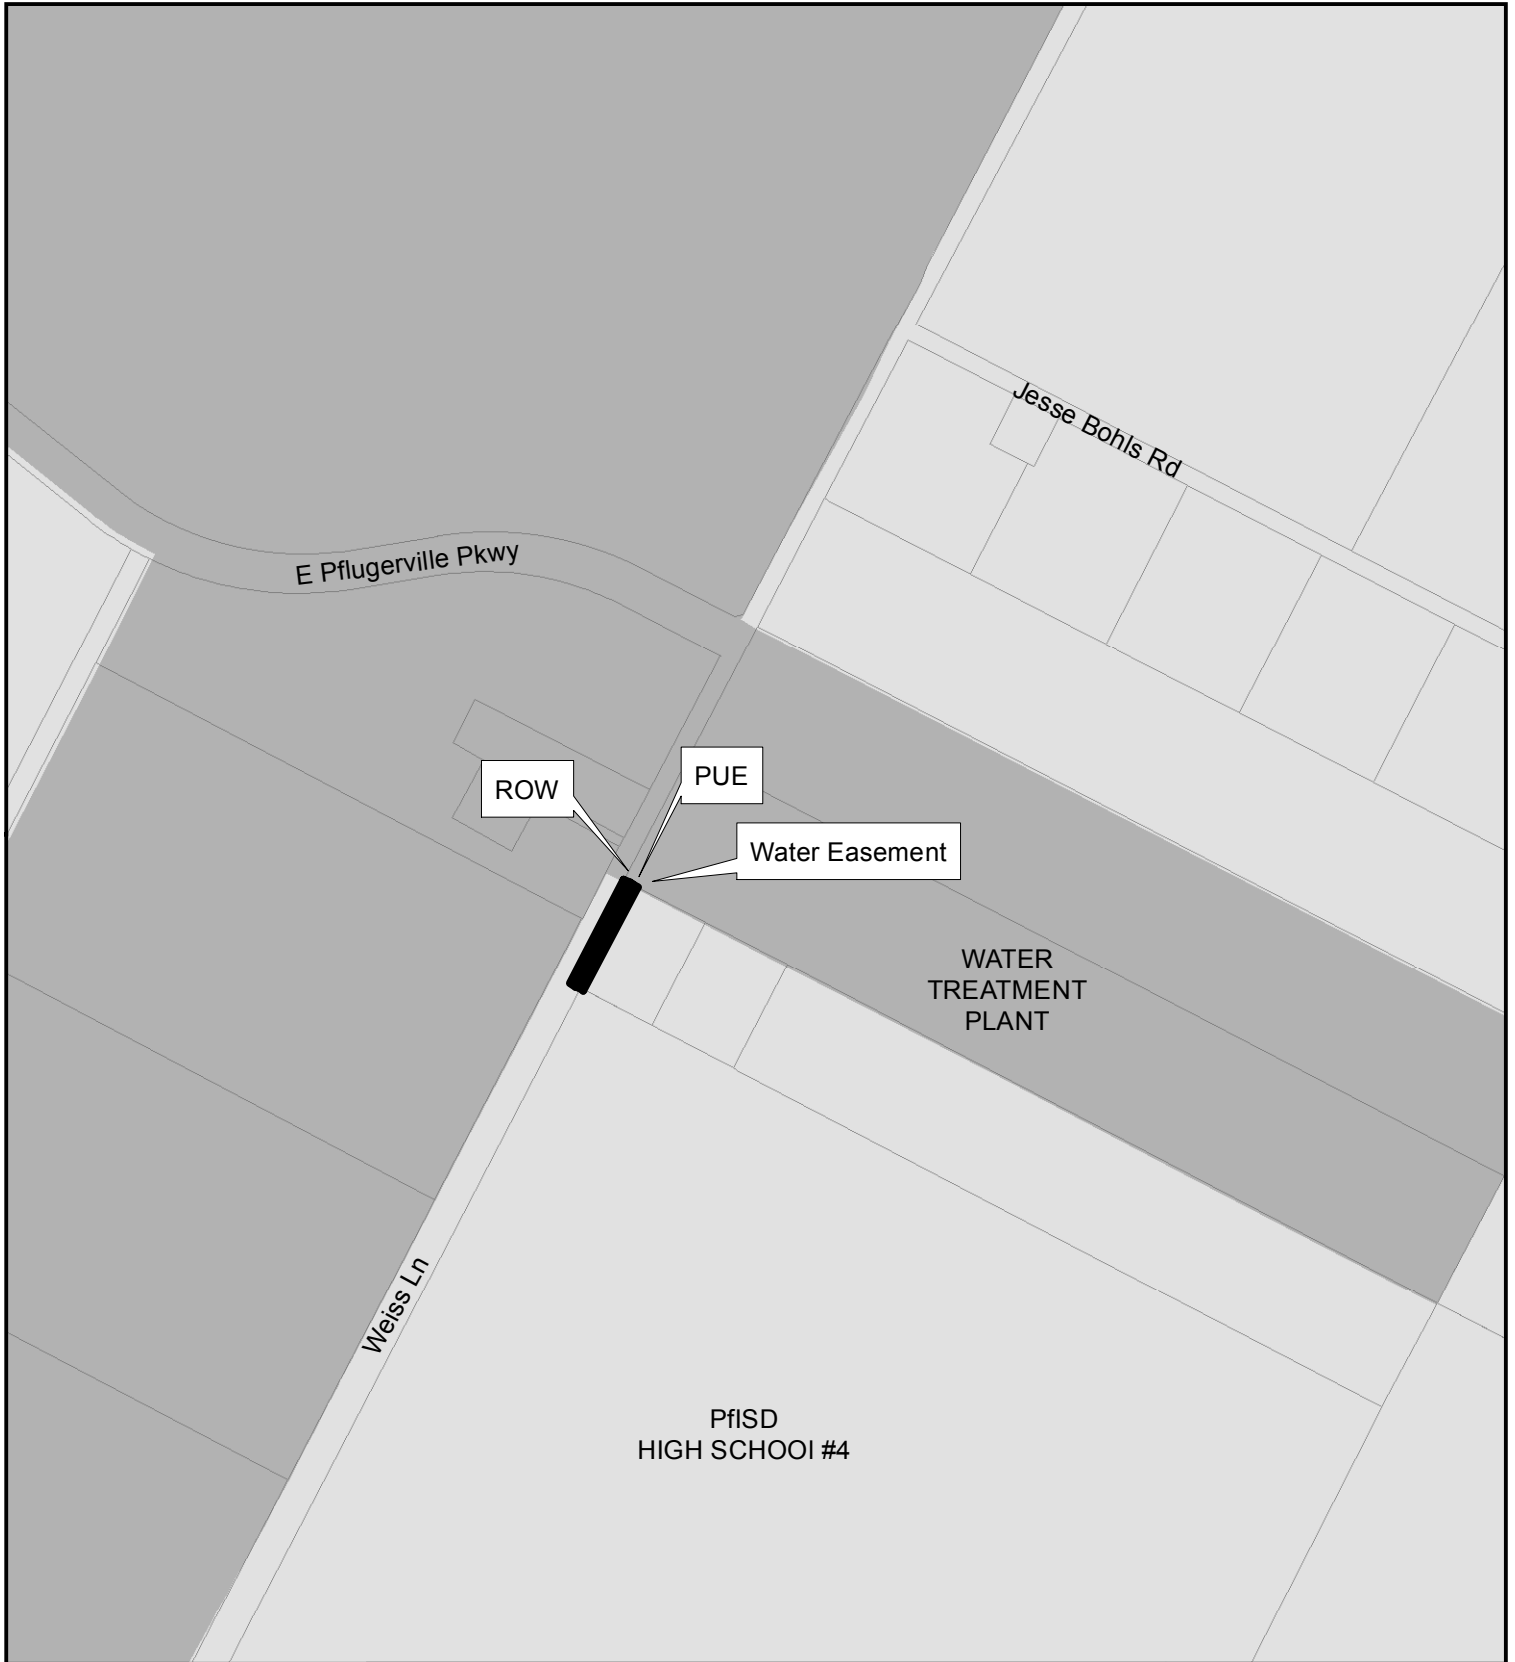 Jesse Bohls Rd
E Pflugerville Pkwy
PUE
ROW
Water Easement
WATER
TREATMENT
PLANT
Weiss Ln
PfISD
HIGH SCHOOl #4